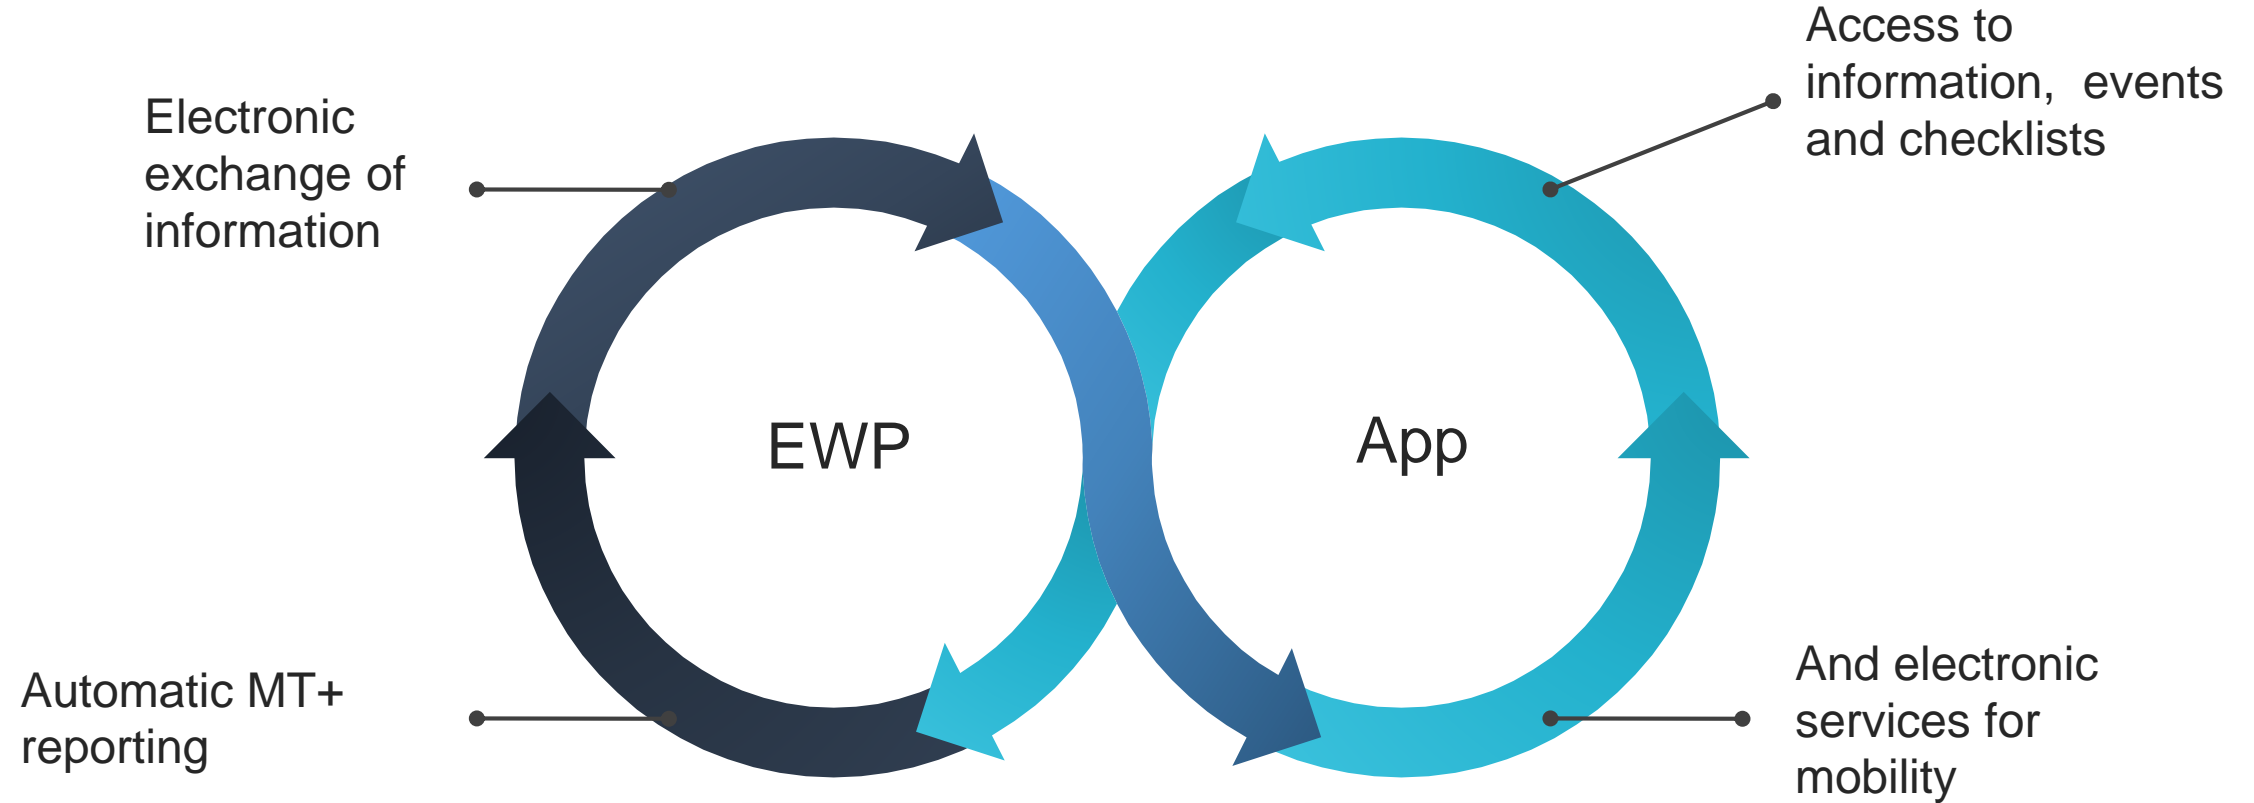 Electronic
exchange of
information
Access to
information,  events
and checklists
EWP
App
Automatic MT+
reporting
And electronic
services for
mobility